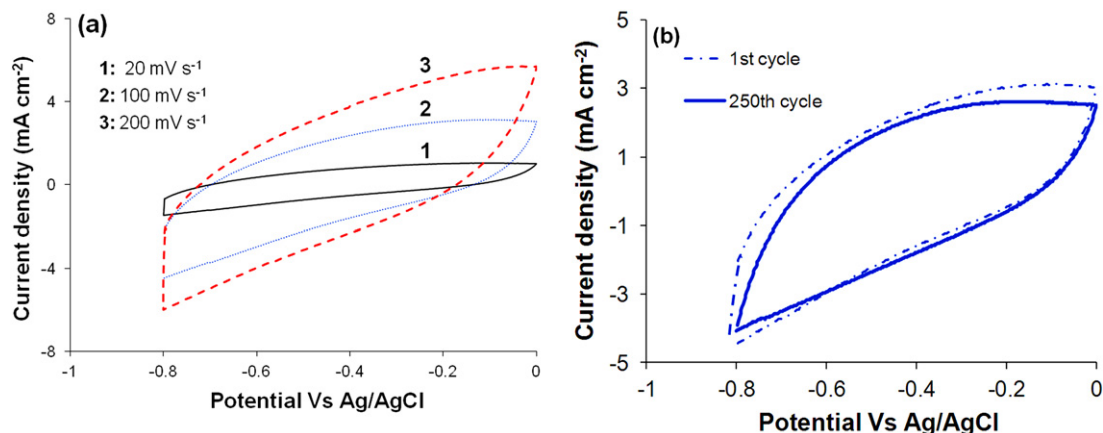 (a)
1: 20 mV s⁻¹
2: 100 mV s⁻¹
3: 200 mV s⁻¹
3
2
1
8
4
0
-4
-8
-1
-0.8
-0.6
-0.4
-0.2
0
Current density (mA cm⁻²)
Potential Vs Ag/AgCl
(b)
1st cycle
250th cycle
5
3
1
-1
-3
-5
-1
-0.8
-0.6
-0.4
-0.2
0
Current density (mA cm⁻²)
Potential Vs Ag/AgCl